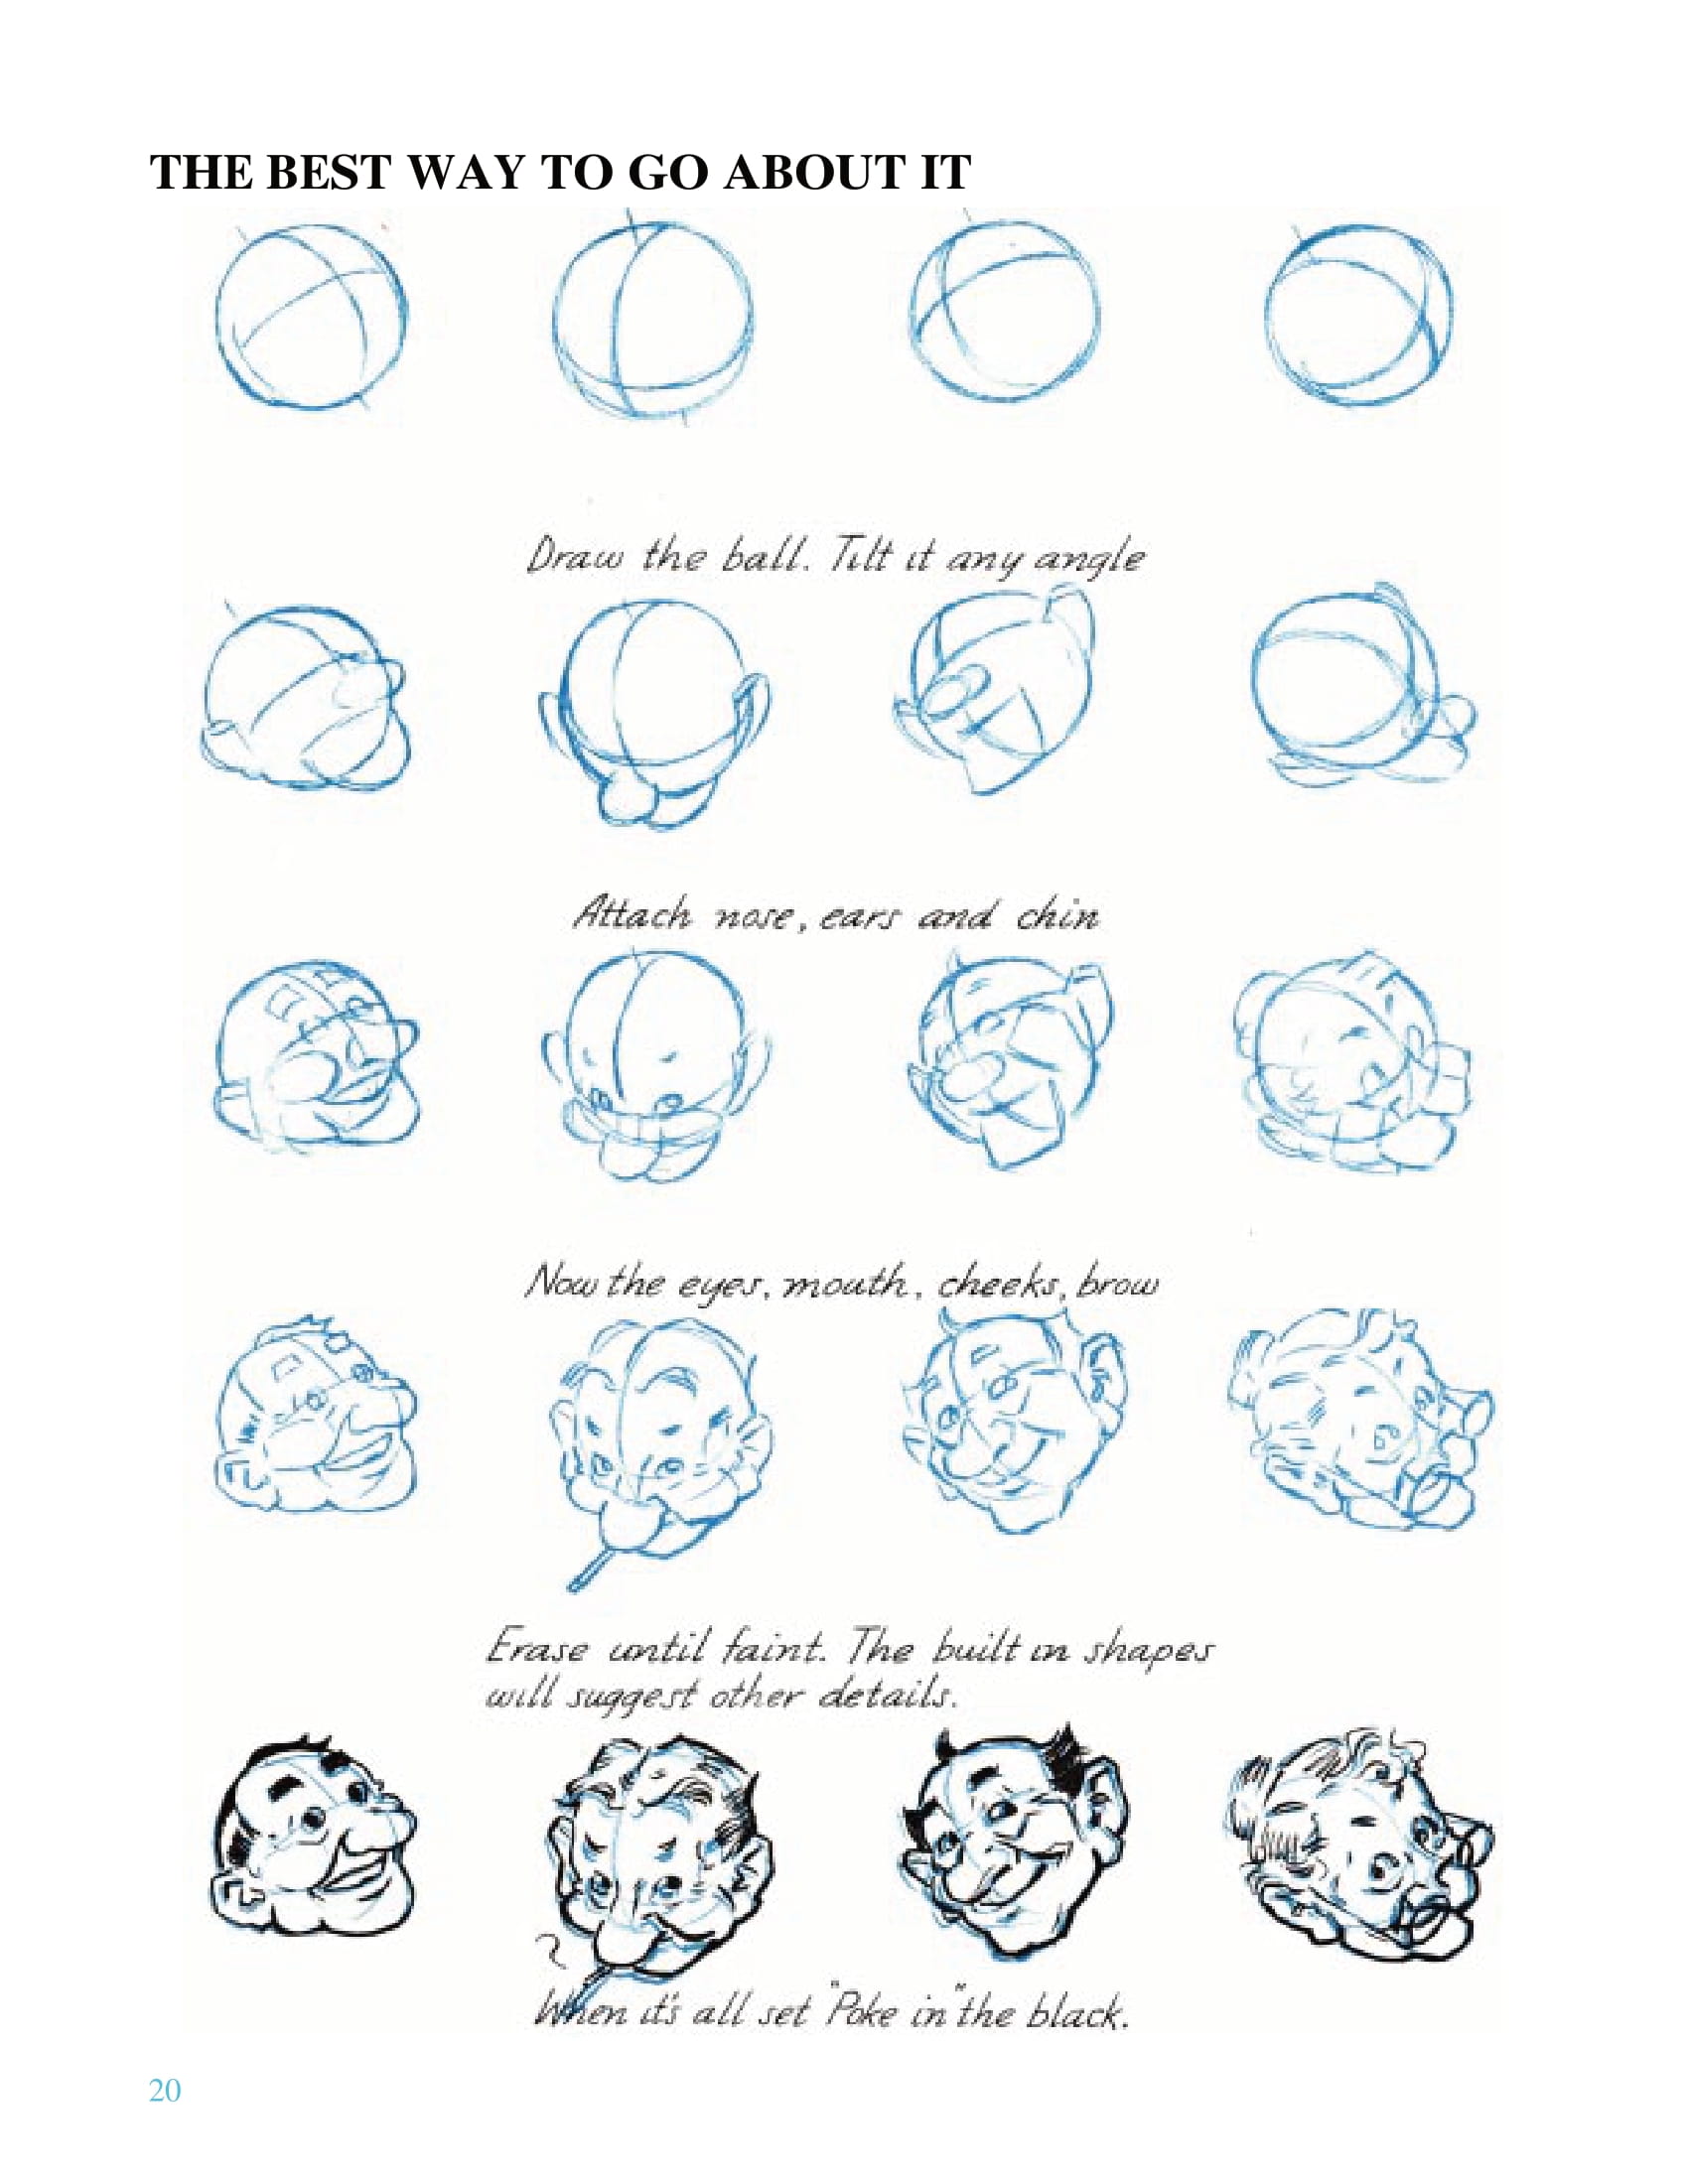 THE BEST WAY TO GO ABOUT IT
Draw the ball. Tilt it any angle
Attach nose, ears and chin
Now the eyes, mouth, cheeks, brow
Erase until faint. The built in shapes
will suggest other details.
?
When it's all set "Poke in" the black.
20